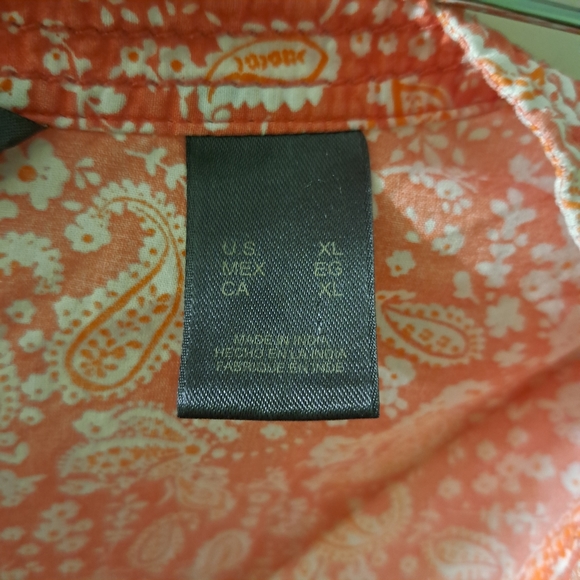 U.S. XL
MEX EG
CA XL
MADE IN INDIA
HECHO EN LA INDIA
FABRIQUÉ EN INDE